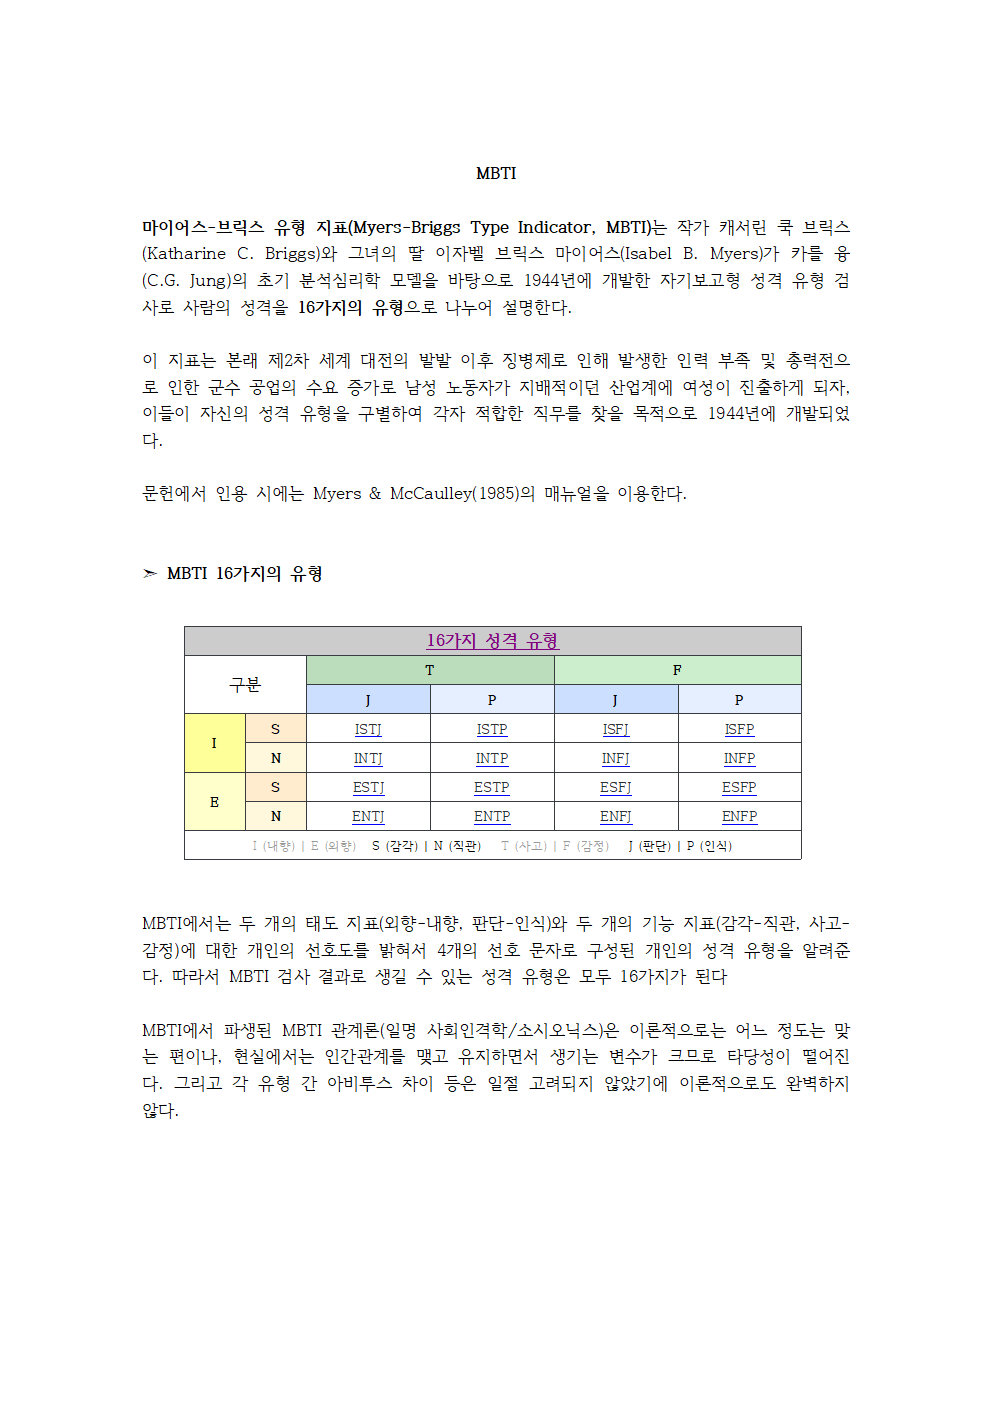 MBTI
마이어스-브릭스 유형 지표(Myers-Briggs Type Indicator, MBTI)는 작가 캐서린 쿡 브릭스
(Katharine C. Briggs)와 그녀의 딸 이자벨 브릭스 마이어스(Isabel B. Myers)가 카를 융
(C.G. Jung)의 초기 분석심리학 모델을 바탕으로 1944년에 개발한 자기보고형 성격 유형 검
사로 사람의 성격을 16가지의 유형으로 나누어 설명한다.
이 지표는 본래 제2차 세계 대전의 발발 이후 징병제로 인해 발생한 인력 부족 및 총력전으
로 인한 군수 공업의 수요 증가로 남성 노동자가 지배적이던 산업계에 여성이 진출하게 되자,
이들이 자신의 성격 유형을 구별하여 각자 적합한 직무를 찾을 목적으로 1944년에 개발되었
다.
문헌에서 인용 시에는 Myers & McCaulley(1985)의 매뉴얼을 이용한다.
➣ MBTI 16가지의 유형
16가지 성격 유형
구분 T F
J P J P
I S ISTJ ISTP ISFJ ISFP
N INTJ INTP INFJ INFP
E S ESTJ ESTP ESFJ ESFP
N ENTJ ENTP ENFJ ENFP
I (내향) | E (외향) S (감각) | N (직관) T (사고) | F (감정) J (판단) | P (인식)
MBTI에서는 두 개의 태도 지표(외향-내향, 판단-인식)와 두 개의 기능 지표(감각-직관, 사고-
감정)에 대한 개인의 선호도를 밝혀서 4개의 선호 문자로 구성된 개인의 성격 유형을 알려준
다. 따라서 MBTI 검사 결과로 생길 수 있는 성격 유형은 모두 16가지가 된다
MBTI에서 파생된 MBTI 관계론(일명 사회인격학/소시오닉스)은 이론적으로는 어느 정도는 맞
는 편이나, 현실에서는 인간관계를 맺고 유지하면서 생기는 변수가 크므로 타당성이 떨어진
다. 그리고 각 유형 간 아비투스 차이 등은 일절 고려되지 않았기에 이론적으로도 완벽하지
않다.